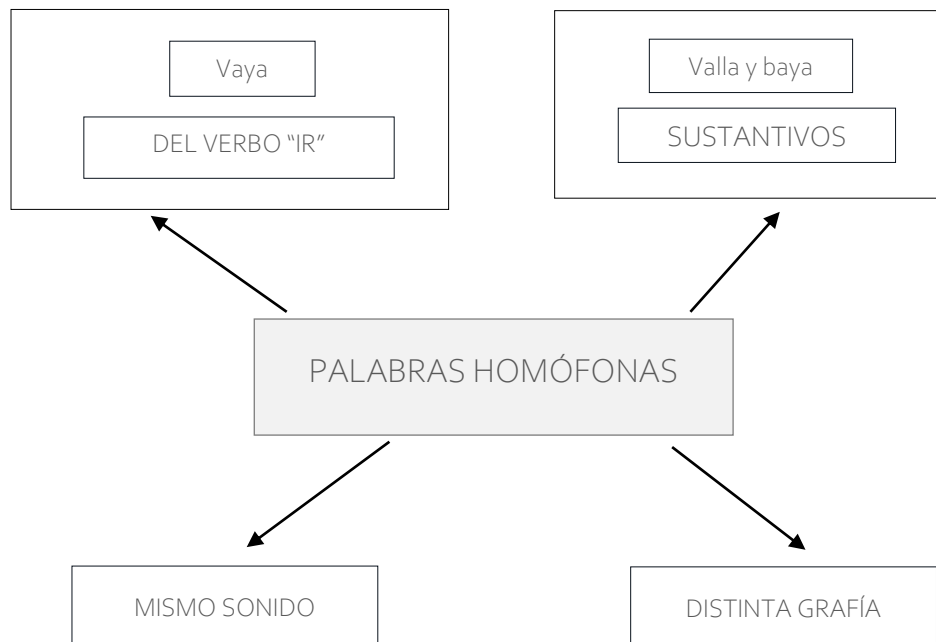 Vaya
DEL VERBO “IR”
Valla y baya
SUSTANTIVOS
PALABRAS HOMÓFONAS
MISMO SONIDO
DISTINTA GRAFÍA